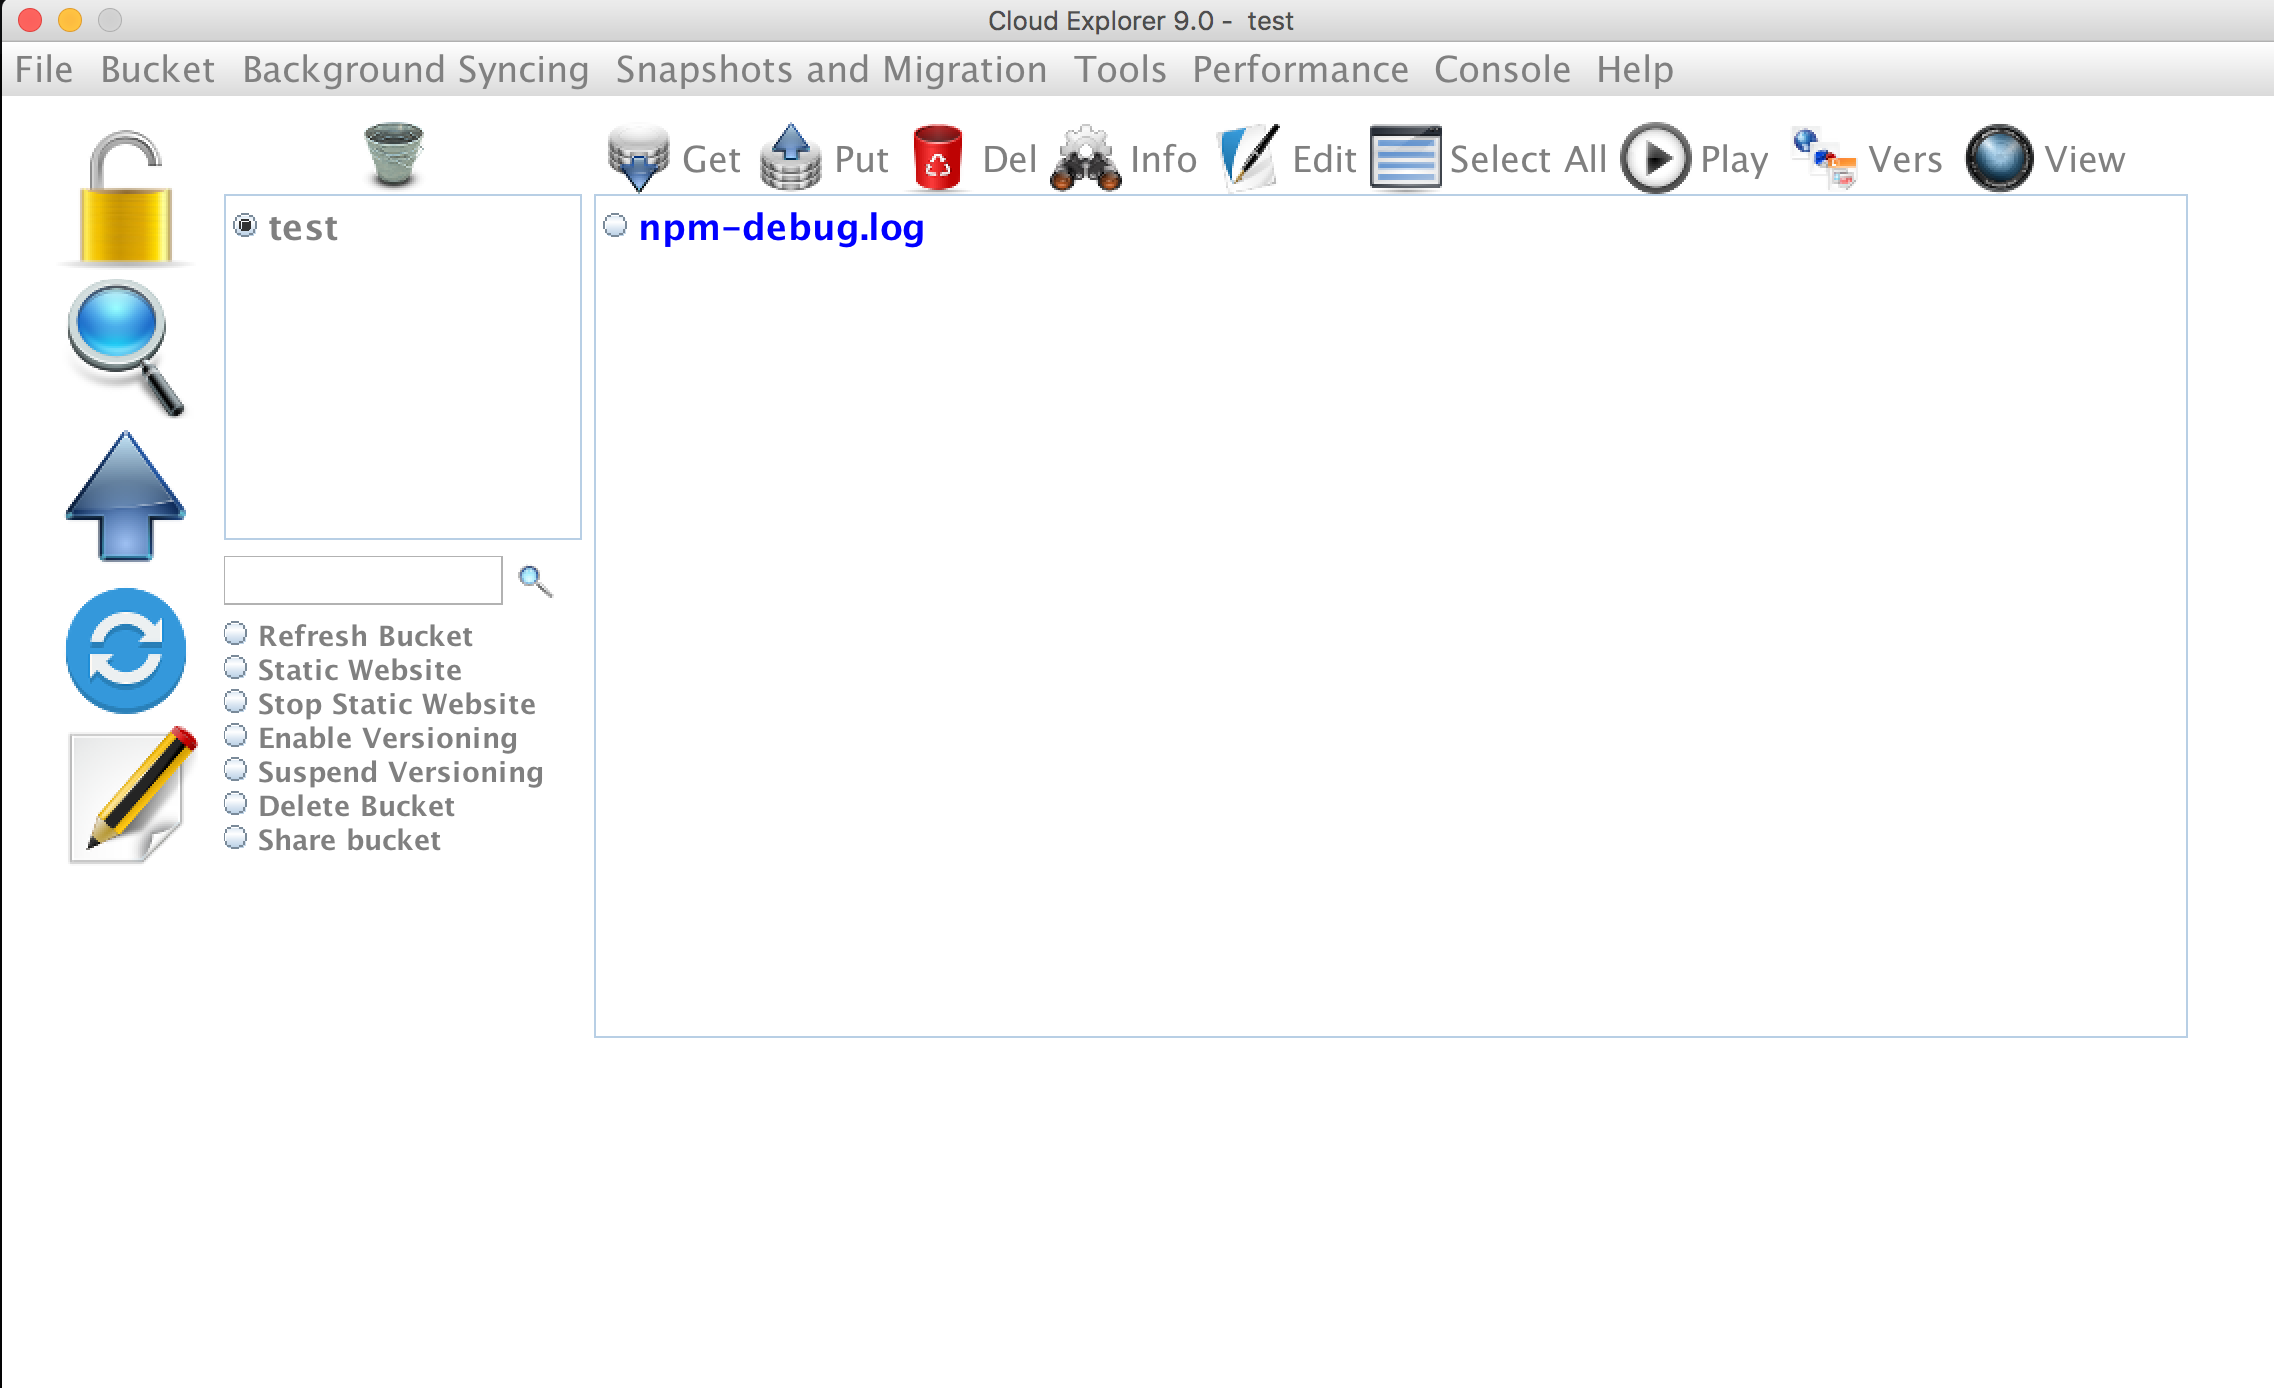 Cloud Explorer 9.0 - test
File Bucket Background Syncing Snapshots and Migration Tools Performance Console Help
Get Put Del Info Edit Select All Play Vers View
test
npm-debug.log
Refresh Bucket
Static Website
Stop Static Website
Enable Versioning
Suspend Versioning
Delete Bucket
Share bucket